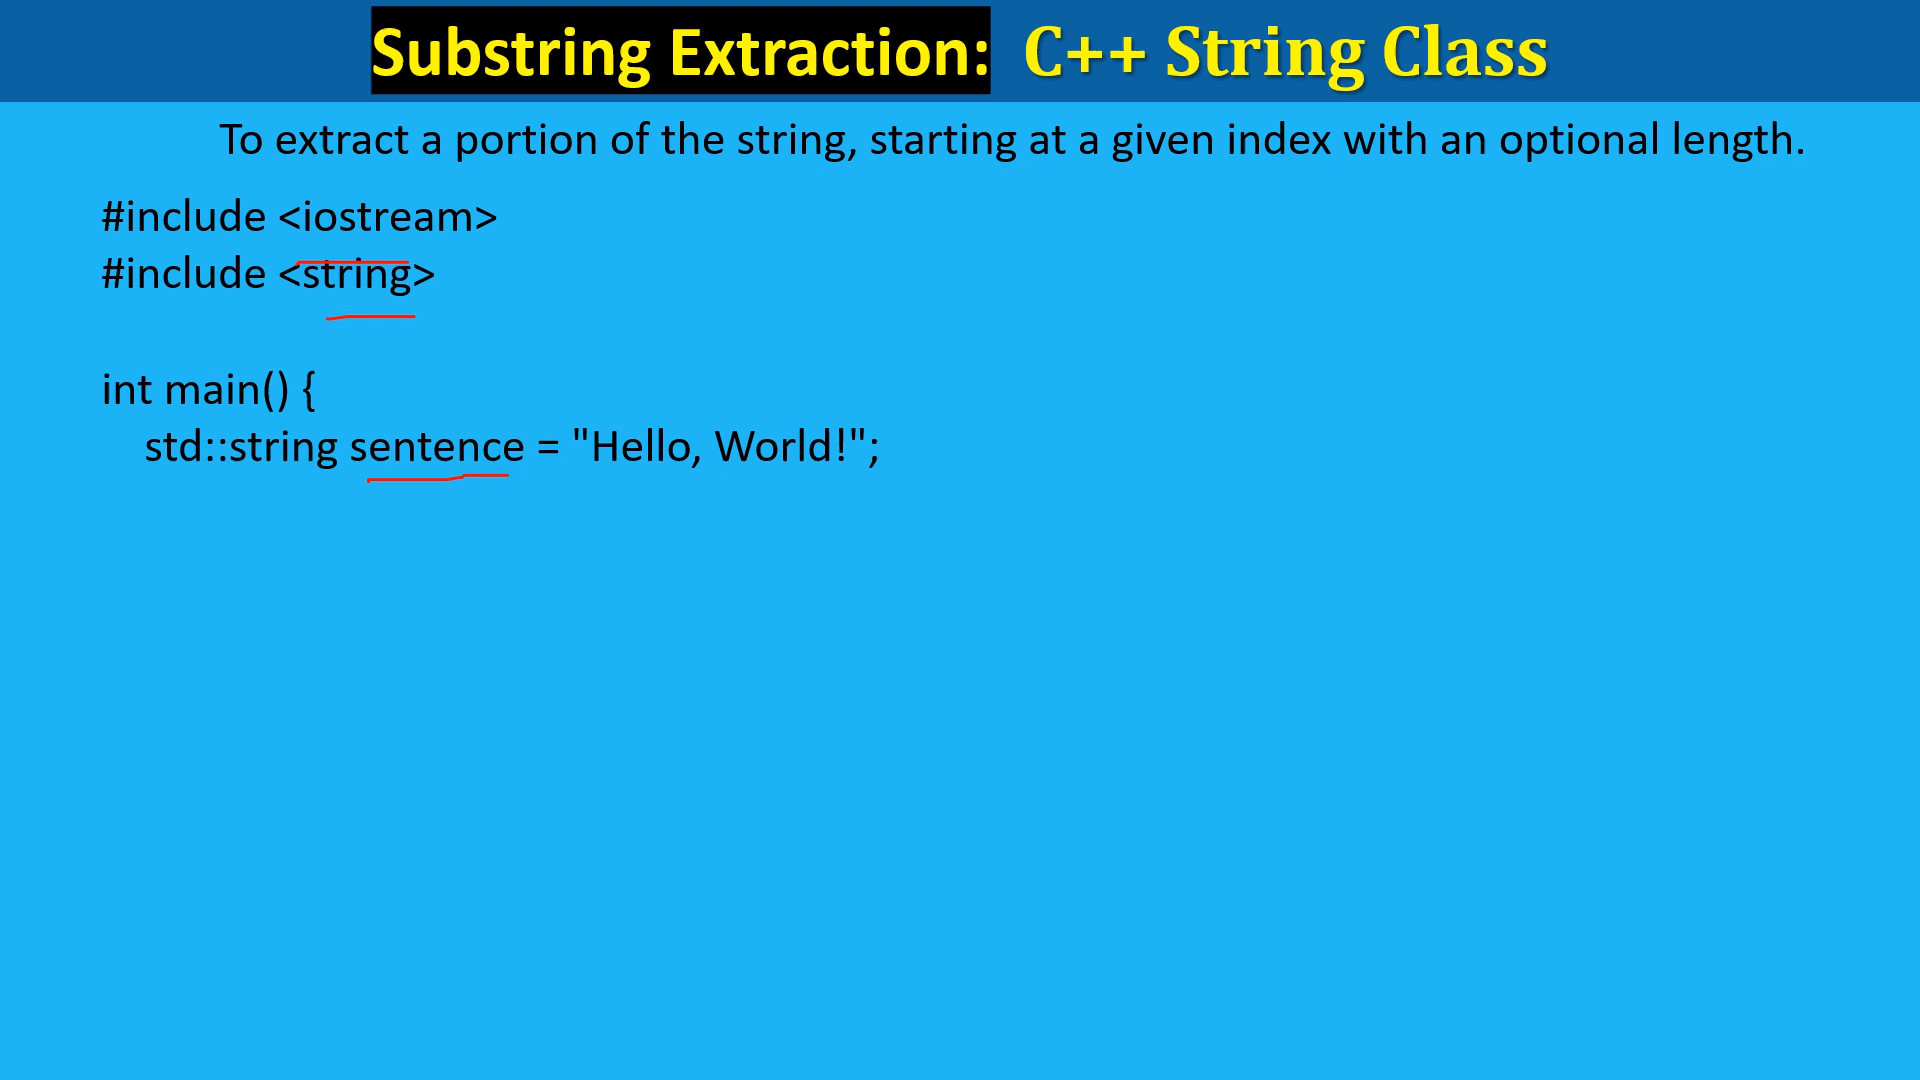 Substring Extraction: C++ String Class
To extract a portion of the string, starting at a given index with an optional length.
#include <iostream>
#include <string>
int main() {
std::string sentence = "Hello, World!";